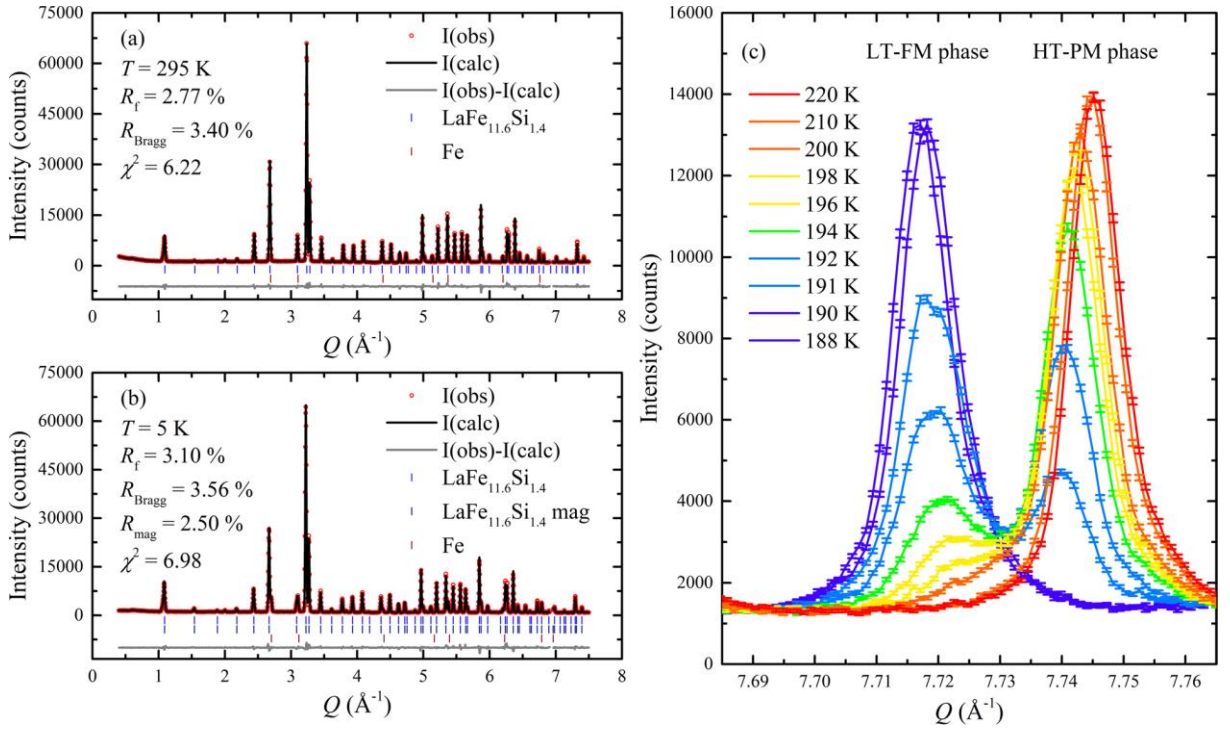 (a)
T = 295 K
R_f = 2.77 %
R_Bragg = 3.40 %
χ² = 6.22
I(obs)
I(calc)
I(obs)-I(calc)
LaFe₁₁.₆Si₁.₄
Fe
75000
60000
45000
30000
15000
0
Intensity (counts)
0 1 2 3 4 5 6 7 8
Q (Å⁻¹)
(b)
T = 5 K
R_f = 3.10 %
R_Bragg = 3.56 %
R_mag = 2.50 %
χ² = 6.98
I(obs)
I(calc)
I(obs)-I(calc)
LaFe₁₁.₆Si₁.₄
LaFe₁₁.₆Si₁.₄ mag
Fe
75000
60000
45000
30000
15000
0
Intensity (counts)
0 1 2 3 4 5 6 7 8
Q (Å⁻¹)
(c)
LT-FM phase HT-PM phase
220 K
210 K
200 K
198 K
196 K
194 K
192 K
191 K
190 K
188 K
16000
14000
12000
10000
8000
6000
4000
2000
0
Intensity (counts)
7.69 7.70 7.71 7.72 7.73 7.74 7.75 7.76
Q (Å⁻¹)